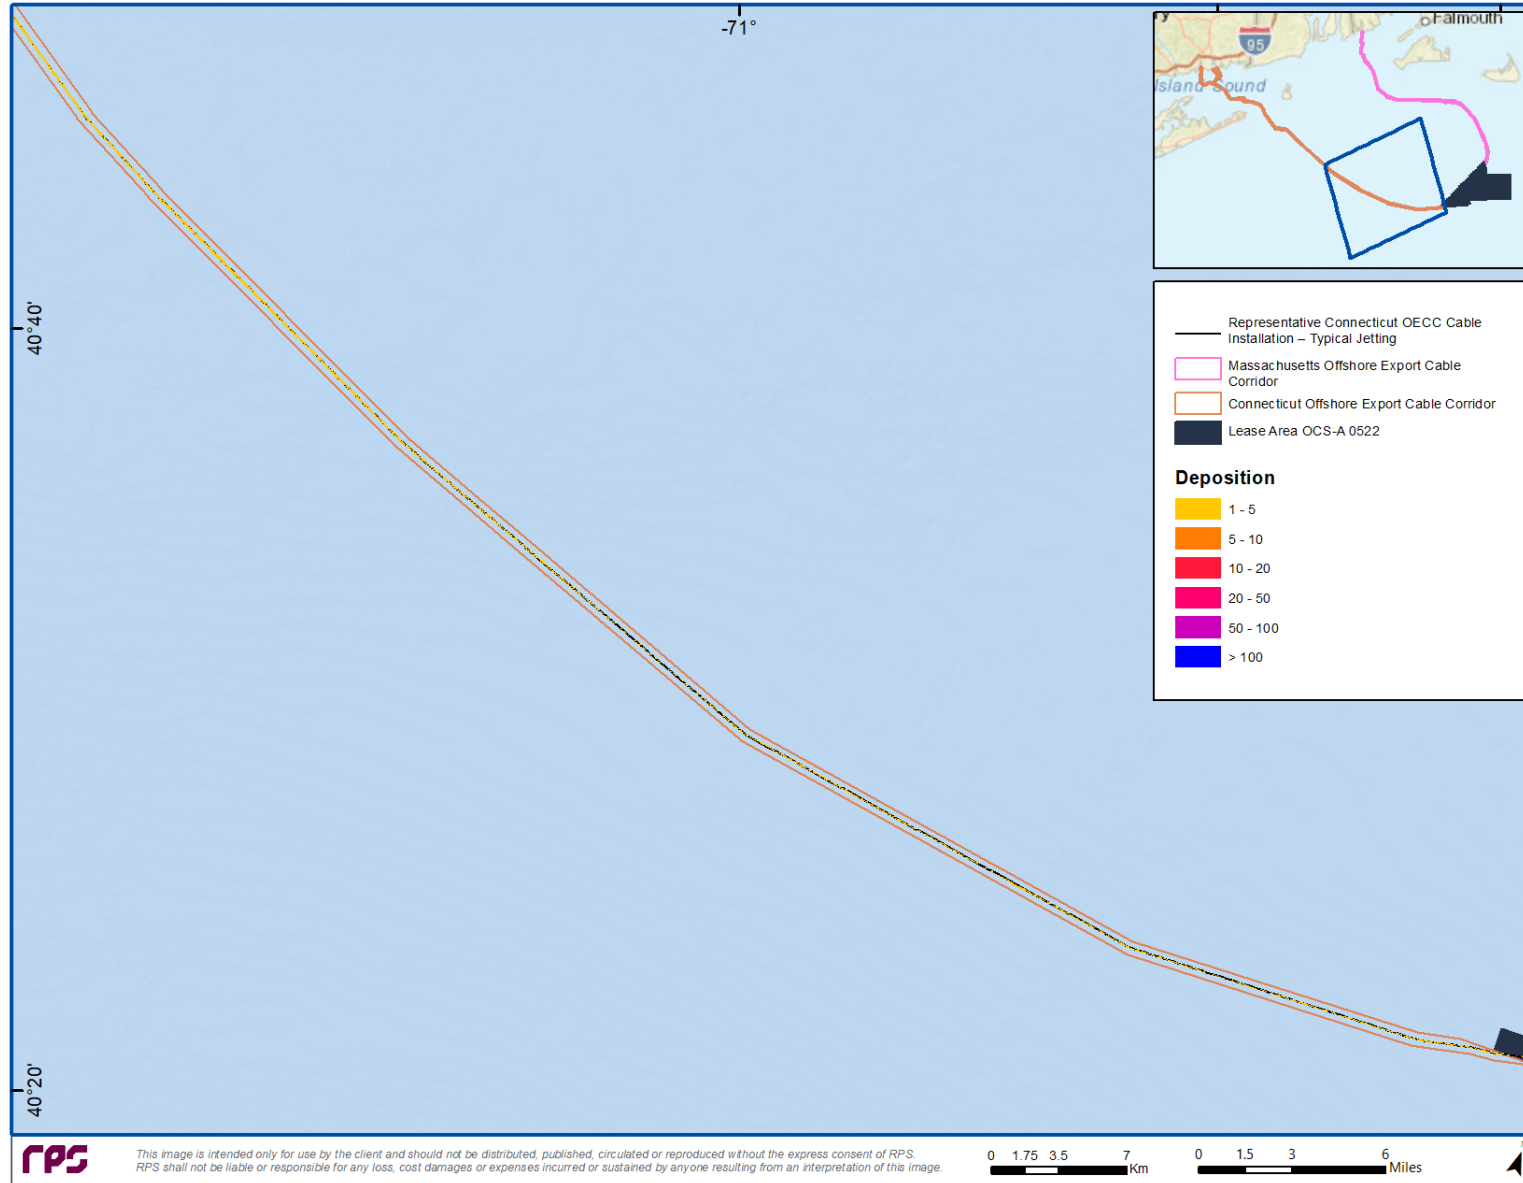 -71°
40°40'
40°20'
Falmouth
95
Island Sound
Representative Connecticut OECC Cable
Installation – Typical Jetting
Massachusetts Offshore Export Cable
Corridor
Connecticut Offshore Export Cable Corridor
Lease Area OCS-A 0522
Deposition
1 - 5
5 - 10
10 - 20
20 - 50
50 - 100
> 100
rps
This image is intended only for use by the client and should not be distributed, published, circulated or reproduced without the express consent of RPS.
RPS shall not be liable or responsible for any loss, cost damages or expenses incurred or sustained by anyone resulting from an interpretation of this image.
0 1.75 3.5 7
Km
0 1.5 3 6
Miles